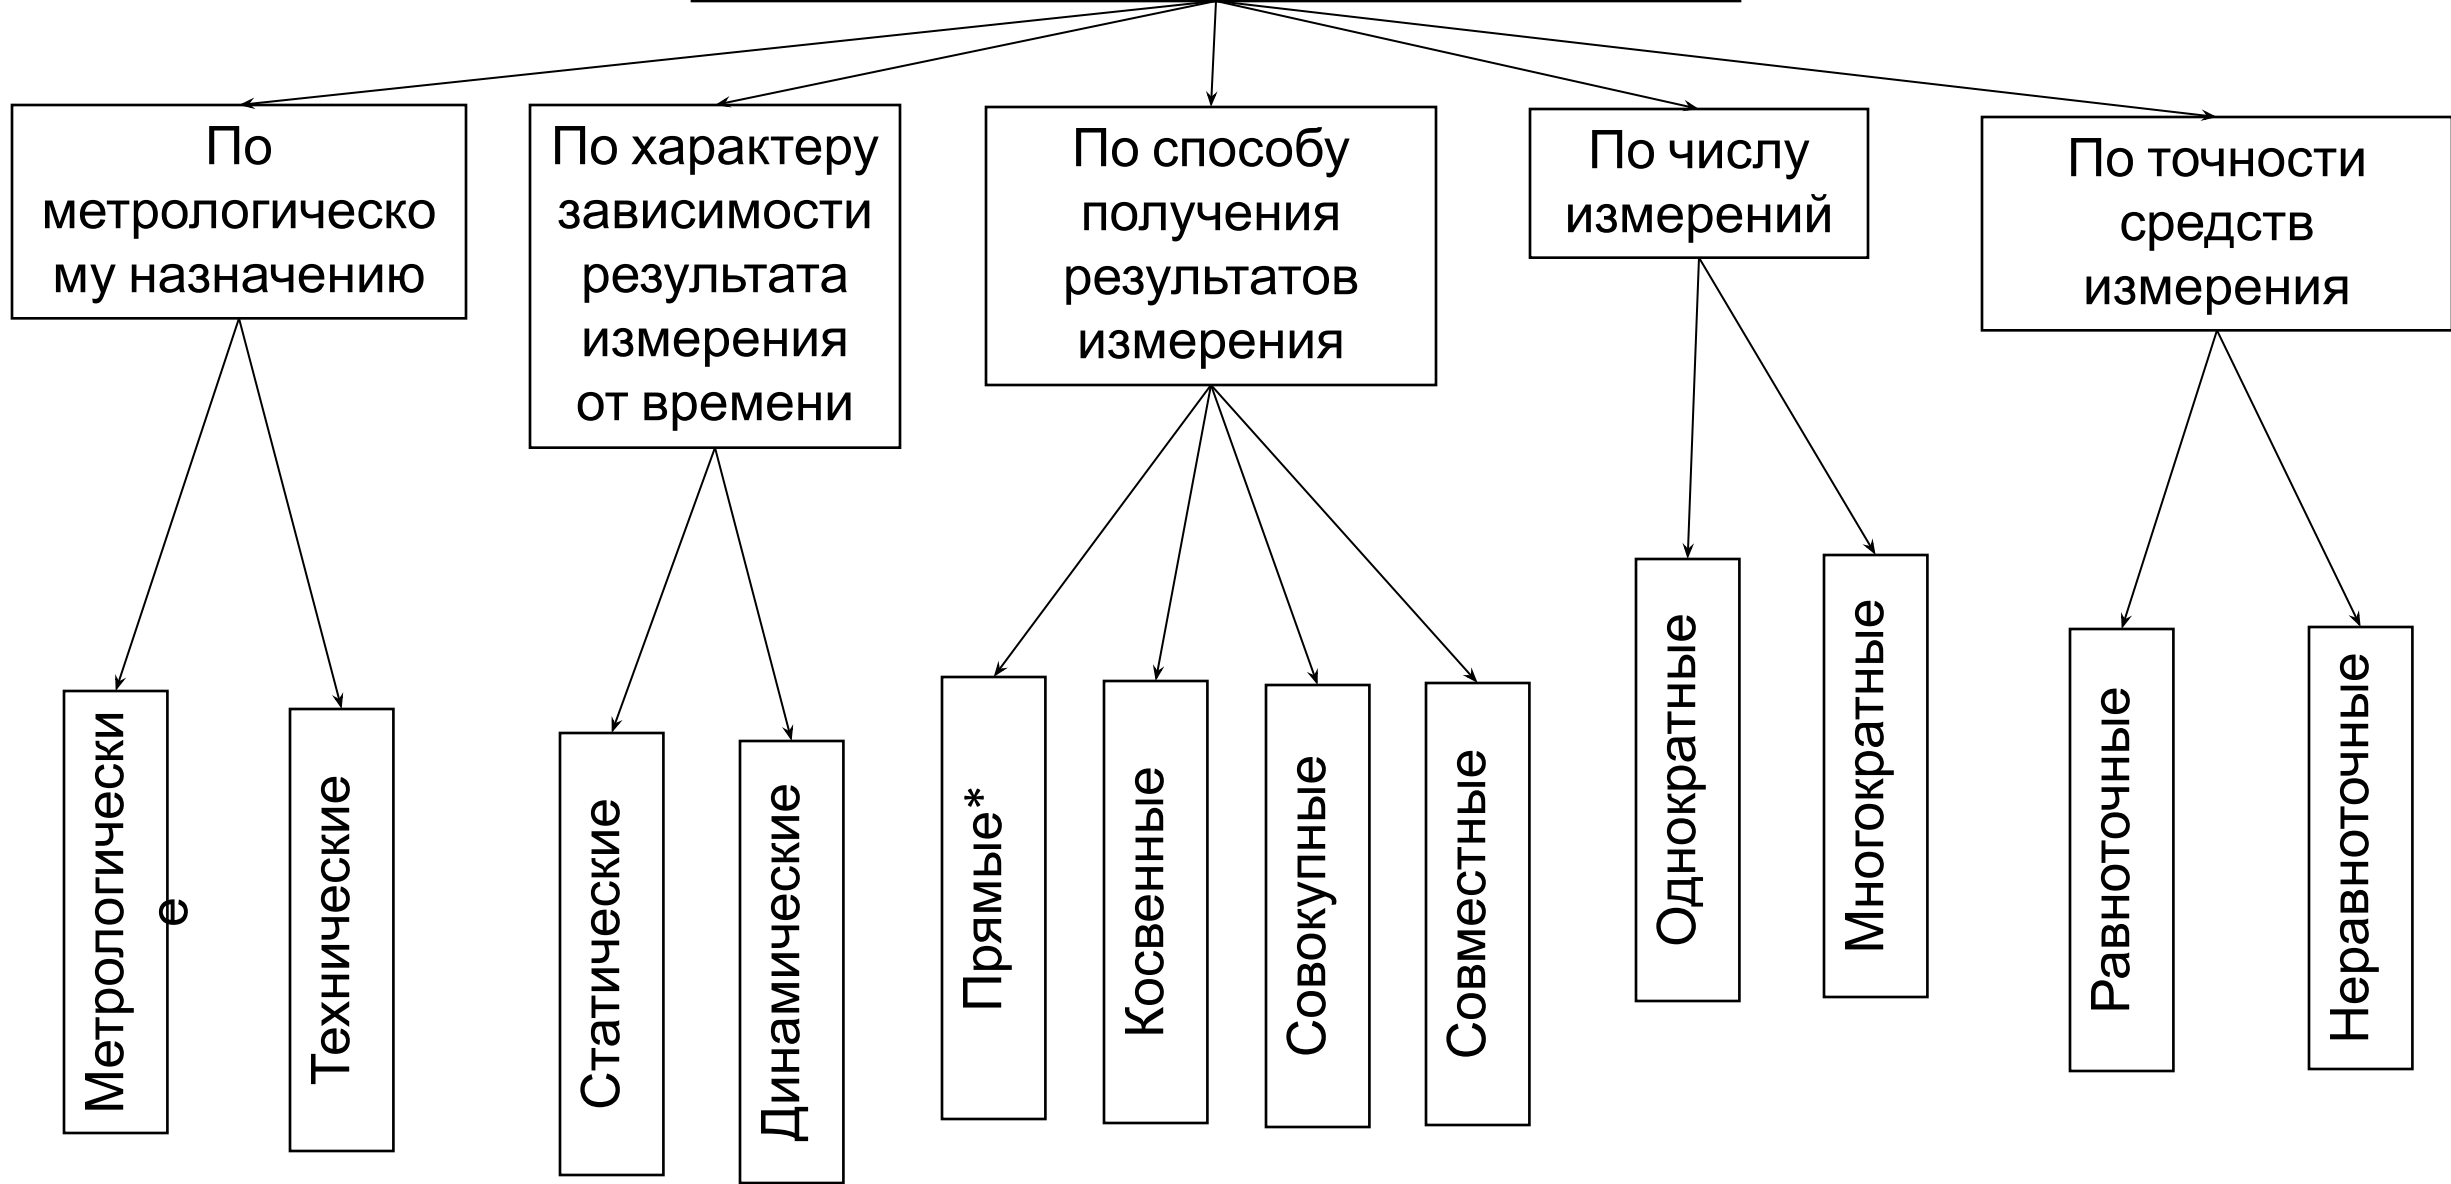 По
метрологическо
му назначению
По характеру
зависимости
результата
измерения
от времени
По способу
получения
результатов
измерения
По числу
измерений
По точности
средств
измерения
Метрологически
е
Технические
Статические
Динамические
Прямые*
Косвенные
Совокупные
Совместные
Однократные
Многократные
Равноточные
Неравноточные